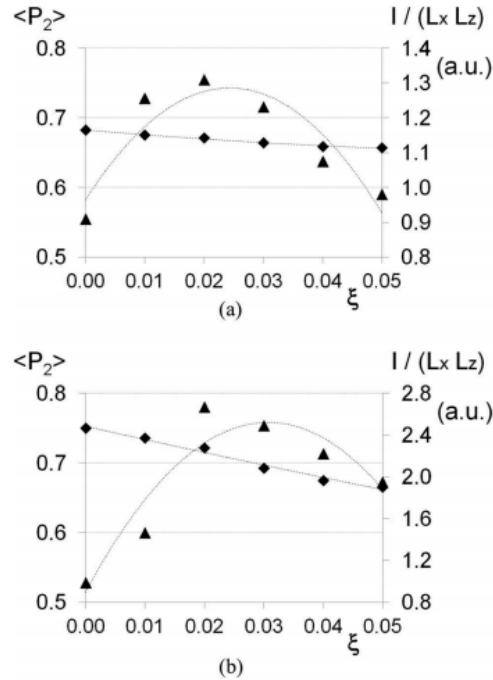 <P₂> I / (Lx Lz)
0.8 1.4
(a.u.)
1.3
0.7 1.2
1.1
0.6 1.0
0.9
0.5 0.8
0.00 0.01 0.02 0.03 0.04 0.05
ξ
(a)
<P₂> I / (Lx Lz)
0.8 2.8
(a.u.)
2.4
0.7 2.0
1.6
0.6
1.2
0.5 0.8
0.00 0.01 0.02 0.03 0.04 0.05
ξ
(b)